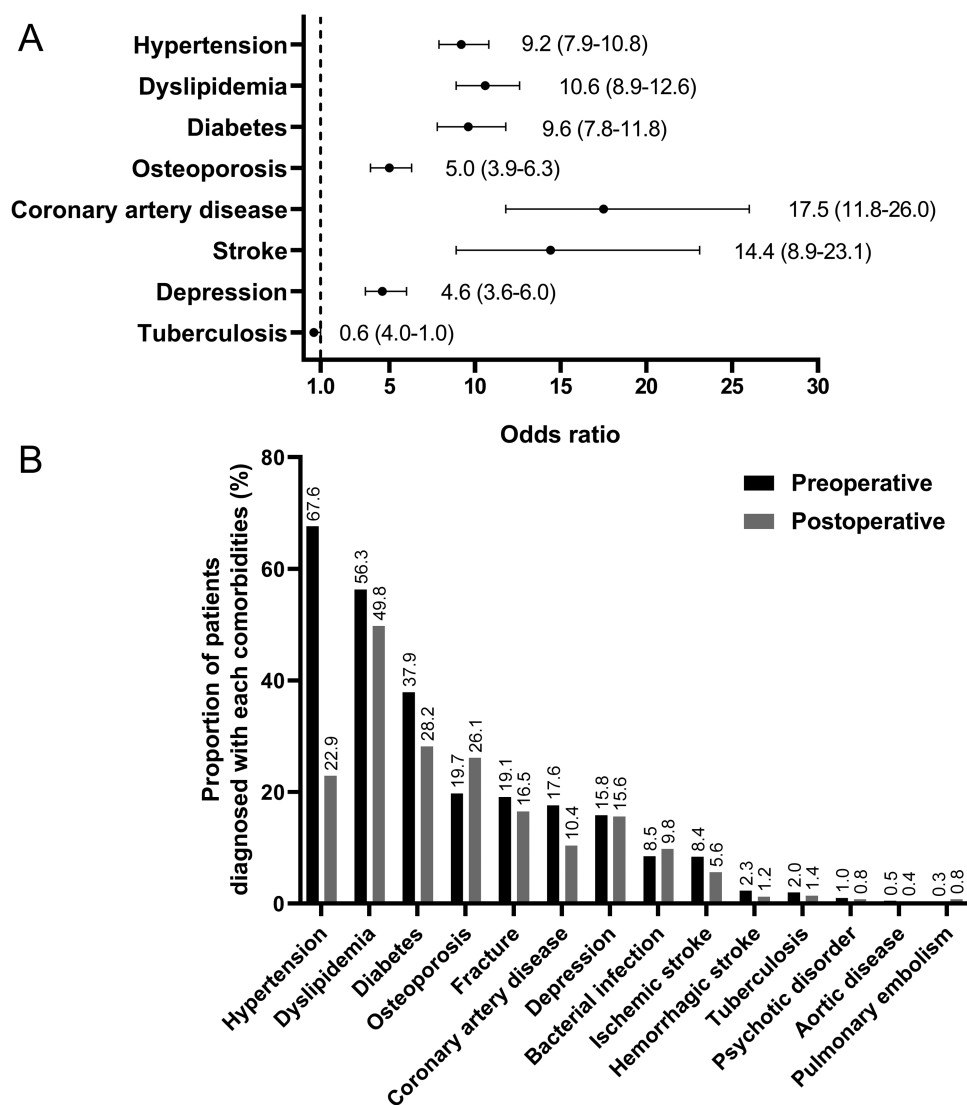 A
Hypertension 9.2 (7.9-10.8)
Dyslipidemia 10.6 (8.9-12.6)
Diabetes 9.6 (7.8-11.8)
Osteoporosis 5.0 (3.9-6.3)
Coronary artery disease 17.5 (11.8-26.0)
Stroke 14.4 (8.9-23.1)
Depression 4.6 (3.6-6.0)
Tuberculosis 0.6 (4.0-1.0)
1.0 5 10 15 20 25 30
Odds ratio
B
Proportion of patients
diagnosed with each comorbidities (%)
80
60
40
20
0
Preoperative
Postoperative
67.6 22.9
56.3 49.8
37.9 28.2
19.7 26.1
19.1 16.5
17.6 10.4
15.8 15.6
8.5 9.8
8.4 5.6
2.3 1.2
2.0 1.4
1.0 0.8
0.5 0.4
0.3 0.8
Hypertension
Dyslipidemia
Diabetes
Osteoporosis
Fracture
Coronary artery disease
Depression
Bacterial infection
Ischemic stroke
Hemorrhagic stroke
Tuberculosis
Psychotic disorder
Aortic disease
Pulmonary embolism